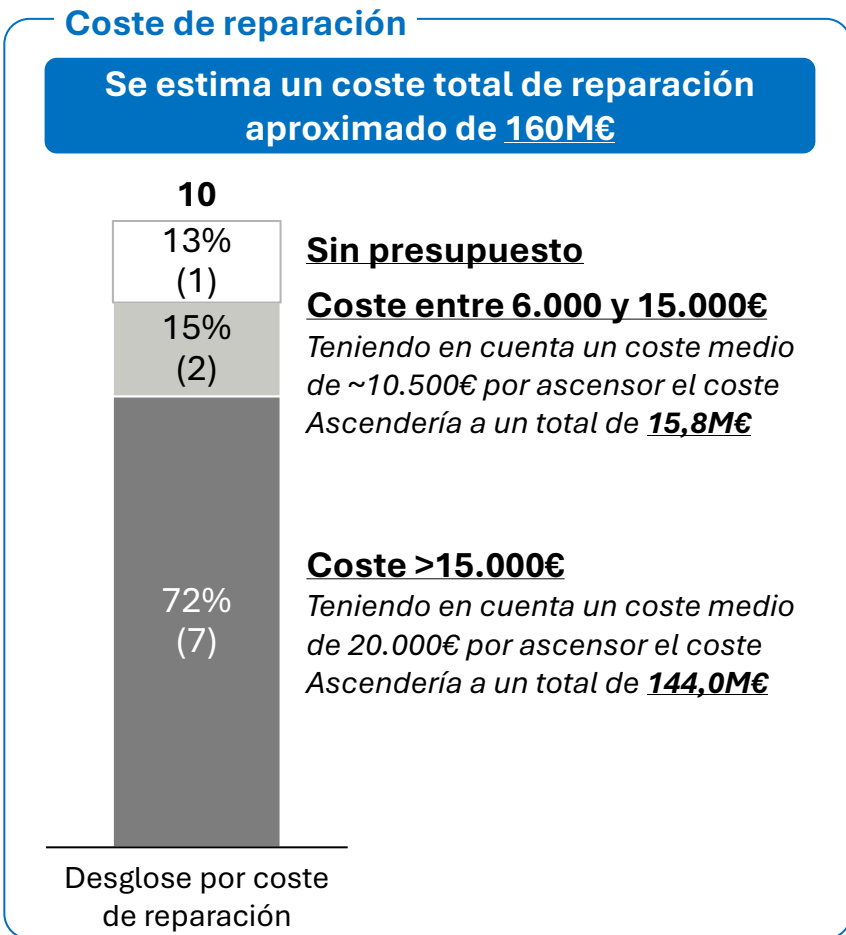 Coste de reparación
Se estima un coste total de reparación
aproximado de 160M€
10
13%
(1)
Sin presupuesto
15%
(2)
Coste entre 6.000 y 15.000€
Teniendo en cuenta un coste medio
de ~10.500€ por ascensor el coste
Ascendería a un total de 15,8M€
72%
(7)
Coste >15.000€
Teniendo en cuenta un coste medio
de 20.000€ por ascensor el coste
Ascendería a un total de 144,0M€
Desglose por coste
de reparación